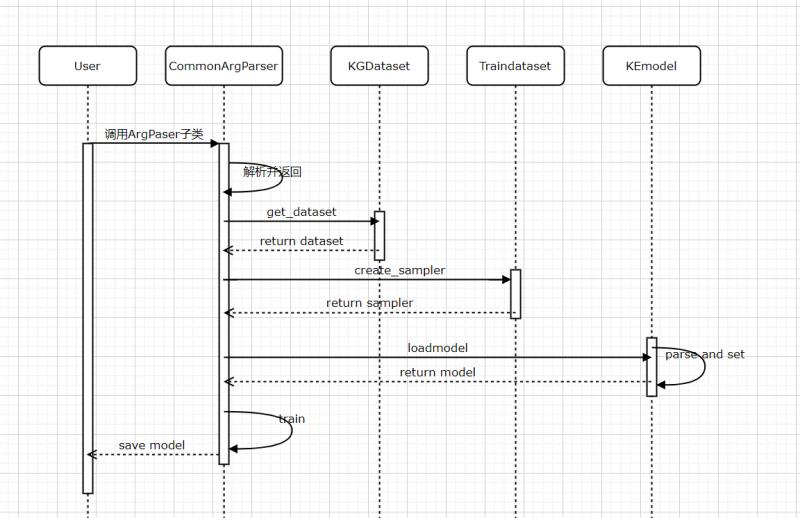 User
CommonArgParser
KGDataset
Traindataset
KEmodel
调用ArgPaser子类
解析并返回
get_dataset
return dataset
create_sampler
return sampler
loadmodel
parse and set
return model
train
save model